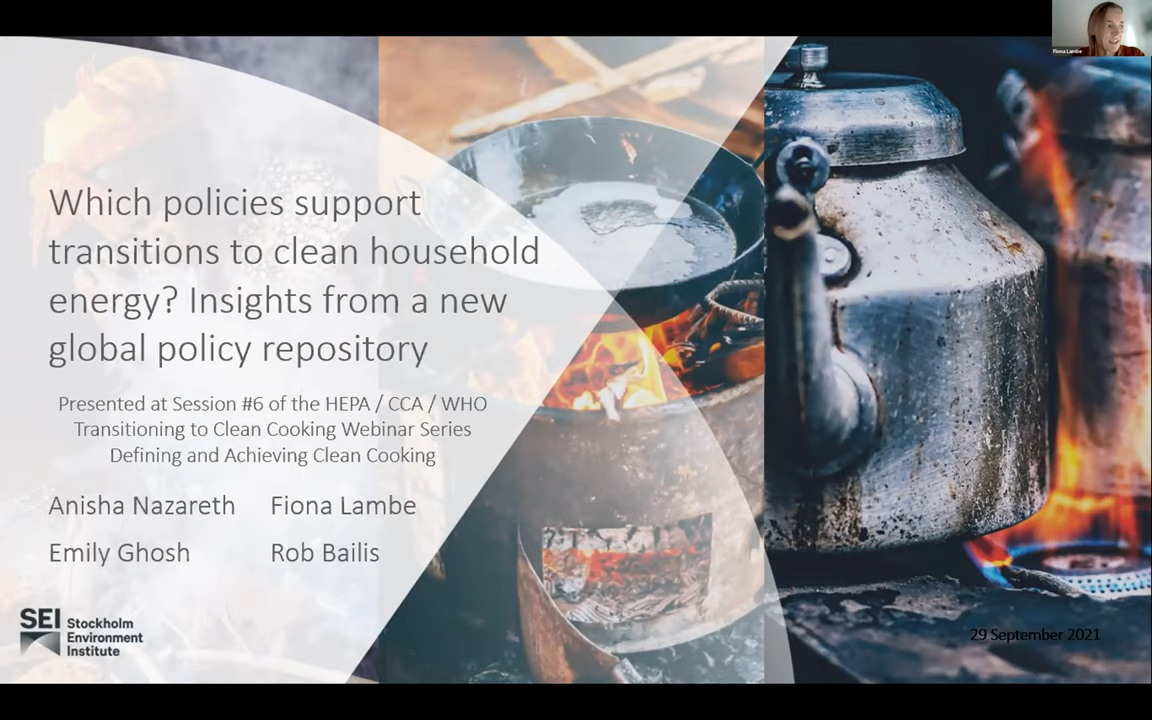 Fiona Lambe
Which policies support
transitions to clean household
energy? Insights from a new
global policy repository
Presented at Session #6 of the HEPA / CCA / WHO
Transitioning to Clean Cooking Webinar Series
Defining and Achieving Clean Cooking
Anisha Nazareth Fiona Lambe
Emily Ghosh Rob Bailis
SEI Stockholm
Environment
Institute
29 September 2021